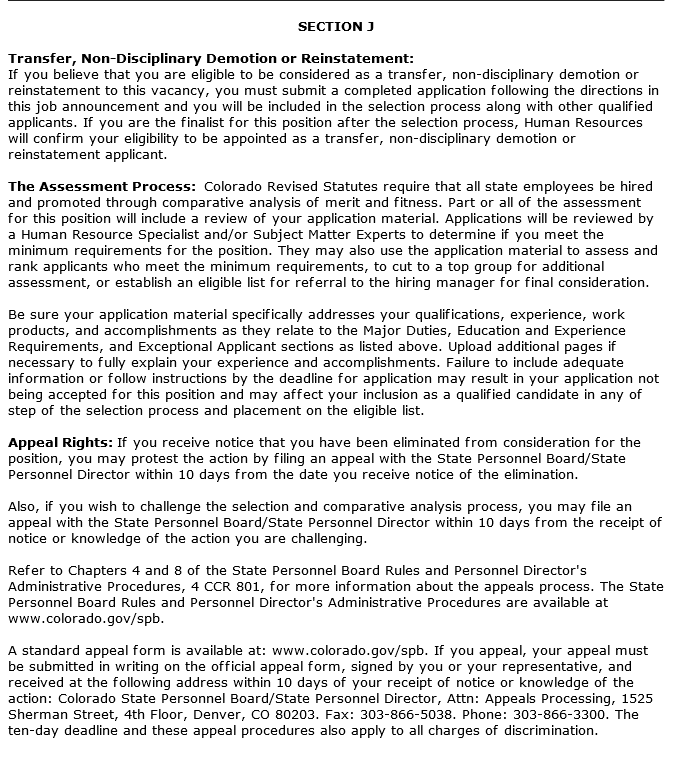 SECTION J
Transfer, Non-Disciplinary Demotion or Reinstatement:
If you believe that you are eligible to be considered as a transfer, non-disciplinary demotion or
reinstatement to this vacancy, you must submit a completed application following the directions in
this job announcement and you will be included in the selection process along with other qualified
applicants. If you are the finalist for this position after the selection process, Human Resources
will confirm your eligibility to be appointed as a transfer, non-disciplinary demotion or
reinstatement applicant.
The Assessment Process: Colorado Revised Statutes require that all state employees be hired
and promoted through comparative analysis of merit and fitness. Part or all of the assessment
for this position will include a review of your application material. Applications will be reviewed by
a Human Resource Specialist and/or Subject Matter Experts to determine if you meet the
minimum requirements for the position. They may also use the application material to assess and
rank applicants who meet the minimum requirements, to cut to a top group for additional
assessment, or establish an eligible list for referral to the hiring manager for final consideration.
Be sure your application material specifically addresses your qualifications, experience, work
products, and accomplishments as they relate to the Major Duties, Education and Experience
Requirements, and Exceptional Applicant sections as listed above. Upload additional pages if
necessary to fully explain your experience and accomplishments. Failure to include adequate
information or follow instructions by the deadline for application may result in your application not
being accepted for this position and may affect your inclusion as a qualified candidate in any of
step of the selection process and placement on the eligible list.
Appeal Rights: If you receive notice that you have been eliminated from consideration for the
position, you may protest the action by filing an appeal with the State Personnel Board/State
Personnel Director within 10 days from the date you receive notice of the elimination.
Also, if you wish to challenge the selection and comparative analysis process, you may file an
appeal with the State Personnel Board/State Personnel Director within 10 days from the receipt of
notice or knowledge of the action you are challenging.
Refer to Chapters 4 and 8 of the State Personnel Board Rules and Personnel Director's
Administrative Procedures, 4 CCR 801, for more information about the appeals process. The State
Personnel Board Rules and Personnel Director's Administrative Procedures are available at
www.colorado.gov/spb.
A standard appeal form is available at: www.colorado.gov/spb. If you appeal, your appeal must
be submitted in writing on the official appeal form, signed by you or your representative, and
received at the following address within 10 days of your receipt of notice or knowledge of the
action: Colorado State Personnel Board/State Personnel Director, Attn: Appeals Processing, 1525
Sherman Street, 4th Floor, Denver, CO 80203. Fax: 303-866-5038. Phone: 303-866-3300. The
ten-day deadline and these appeal procedures also apply to all charges of discrimination.